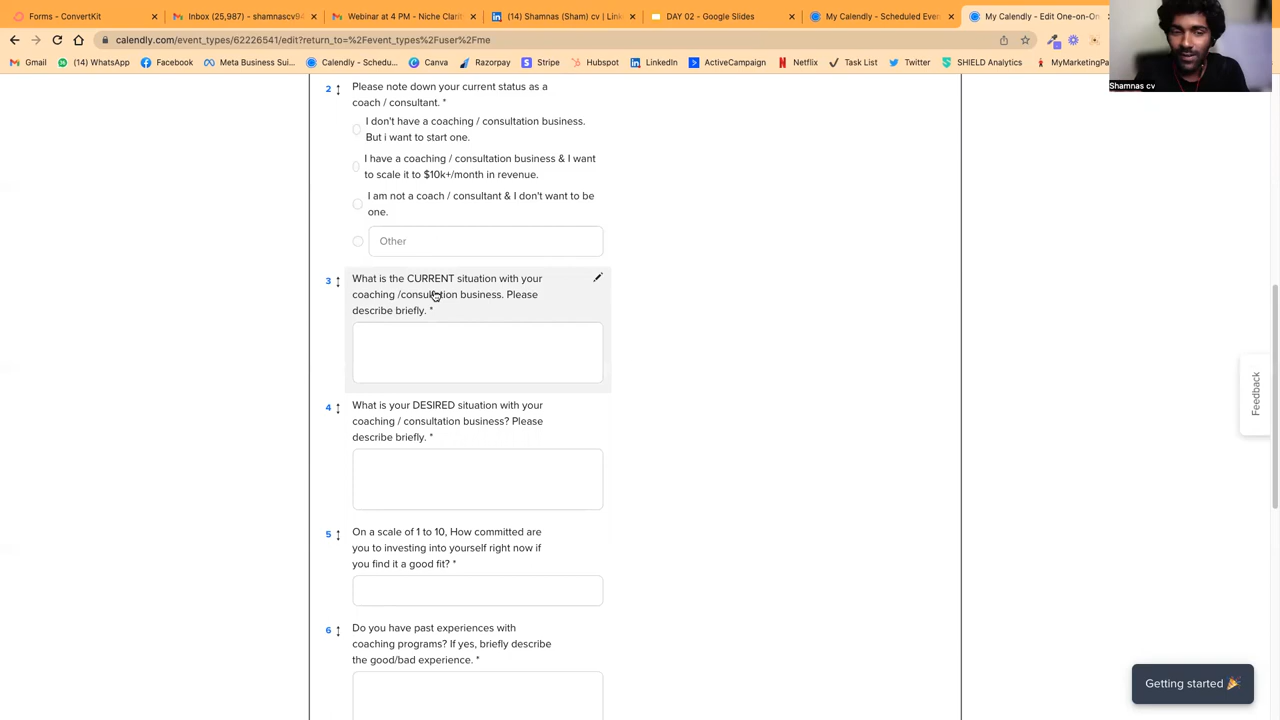 Forms - ConvertKit
Inbox (25,987) - shamnascv94
Webinar at 4 PM - Niche Clarit
(14) Shamnas (Sham) cv | Link
DAY 02 - Google Slides
My Calendly - Scheduled Even
My Calendly - Edit One-on-On
calendly.com/event_types/62226541/edit?return_to=%2Fevent_types%2Fuser%2Fme
Gmail
(14) WhatsApp
Facebook
Meta Business Sui...
Calendly - Schedu...
Canva
Razorpay
Stripe
Hubspot
LinkedIn
ActiveCampaign
Netflix
Task List
Twitter
SHIELD Analytics
MyMarketingPa
Shamnas cv
2
Please note down your current status as a
coach / consultant. *
I don't have a coaching / consultation business.
But i want to start one.
I have a coaching / consultation business & I want
to scale it to $10k+/month in revenue.
I am not a coach / consultant & I don't want to be
one.
Other
3
What is the CURRENT situation with your
coaching /consultation business. Please
describe briefly. *
4
What is your DESIRED situation with your
coaching / consultation business? Please
describe briefly. *
5
On a scale of 1 to 10, How committed are
you to investing into yourself right now if
you find it a good fit? *
6
Do you have past experiences with
coaching programs? If yes, briefly describe
the good/bad experience. *
Feedback
Getting started 🎉